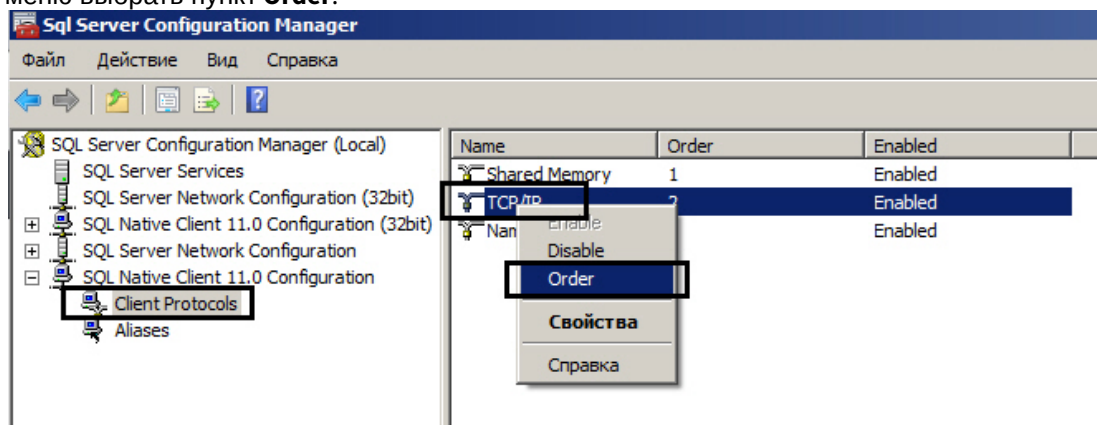 меню выбрать пункт Order.
Sql Server Configuration Manager
Файл Действие Вид Справка
SQL Server Configuration Manager (Local)
SQL Server Services
SQL Server Network Configuration (32bit)
SQL Native Client 11.0 Configuration (32bit)
SQL Server Network Configuration
SQL Native Client 11.0 Configuration
Client Protocols
Aliases
Name Order Enabled
Shared Memory 1 Enabled
TCP/IP 2 Enabled
Nam Enabled
Enable
Disable
Order
Свойства
Справка